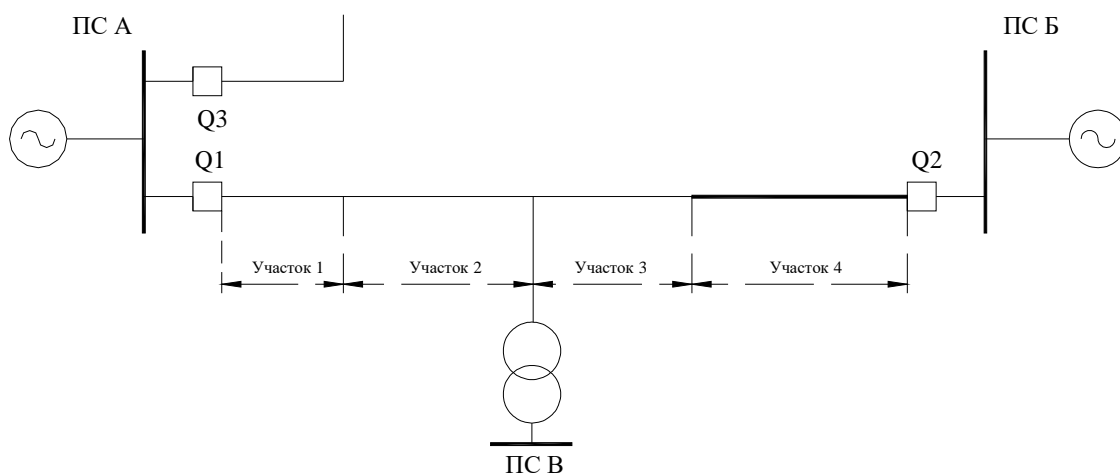 ПС А
ПС Б
Q3
Q1
Q2
Участок 1
Участок 2
Участок 3
Участок 4
ПС В